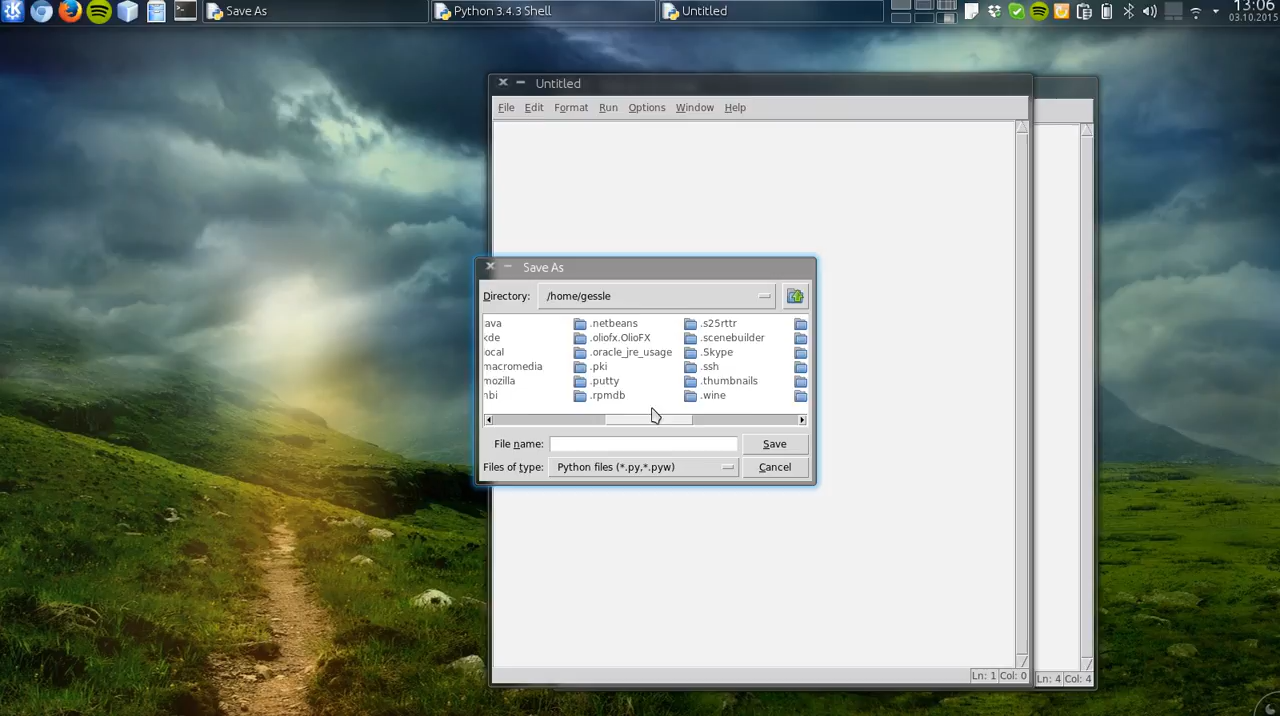 Save As
Python 3.4.3 Shell
Untitled
13:06
03.10.2015
Untitled
File Edit Format Run Options Window Help
Save As
Directory: /home/gessle
ava .netbeans .s25rttr
kde .oliofx.OlioFX .scenebuilder
ocal .oracle_jre_usage .Skype
macromedia .pki .ssh
mozilla .putty .thumbnails
nbi .rpmdb .wine
File name: Save
Files of type: Python files (*.py,*.pyw) Cancel
Ln: 1 Col: 0
Ln: 4 Col: 4